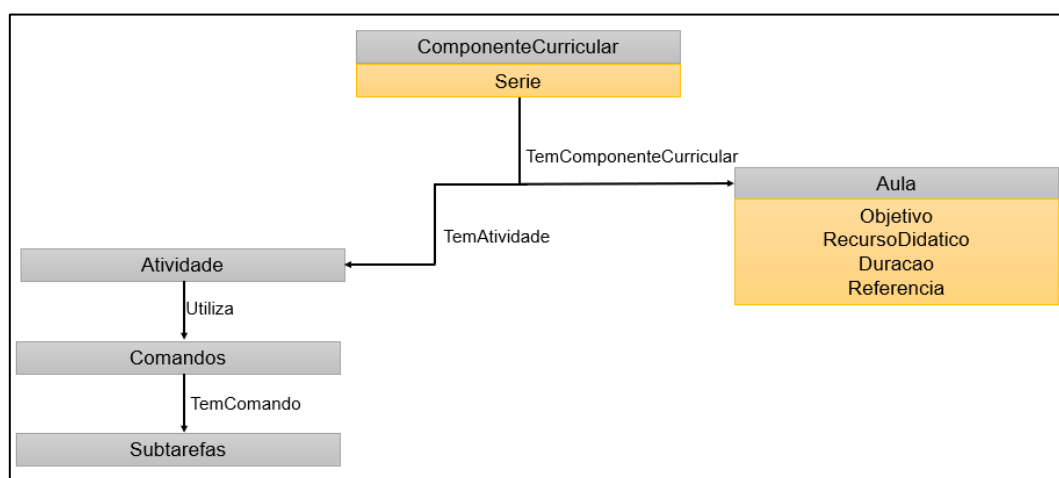 ComponenteCurricular
Serie
TemComponenteCurricular
Aula
Objetivo
RecursoDidatico
Duracao
Referencia
TemAtividade
Atividade
Utiliza
Comandos
TemComando
Subtarefas